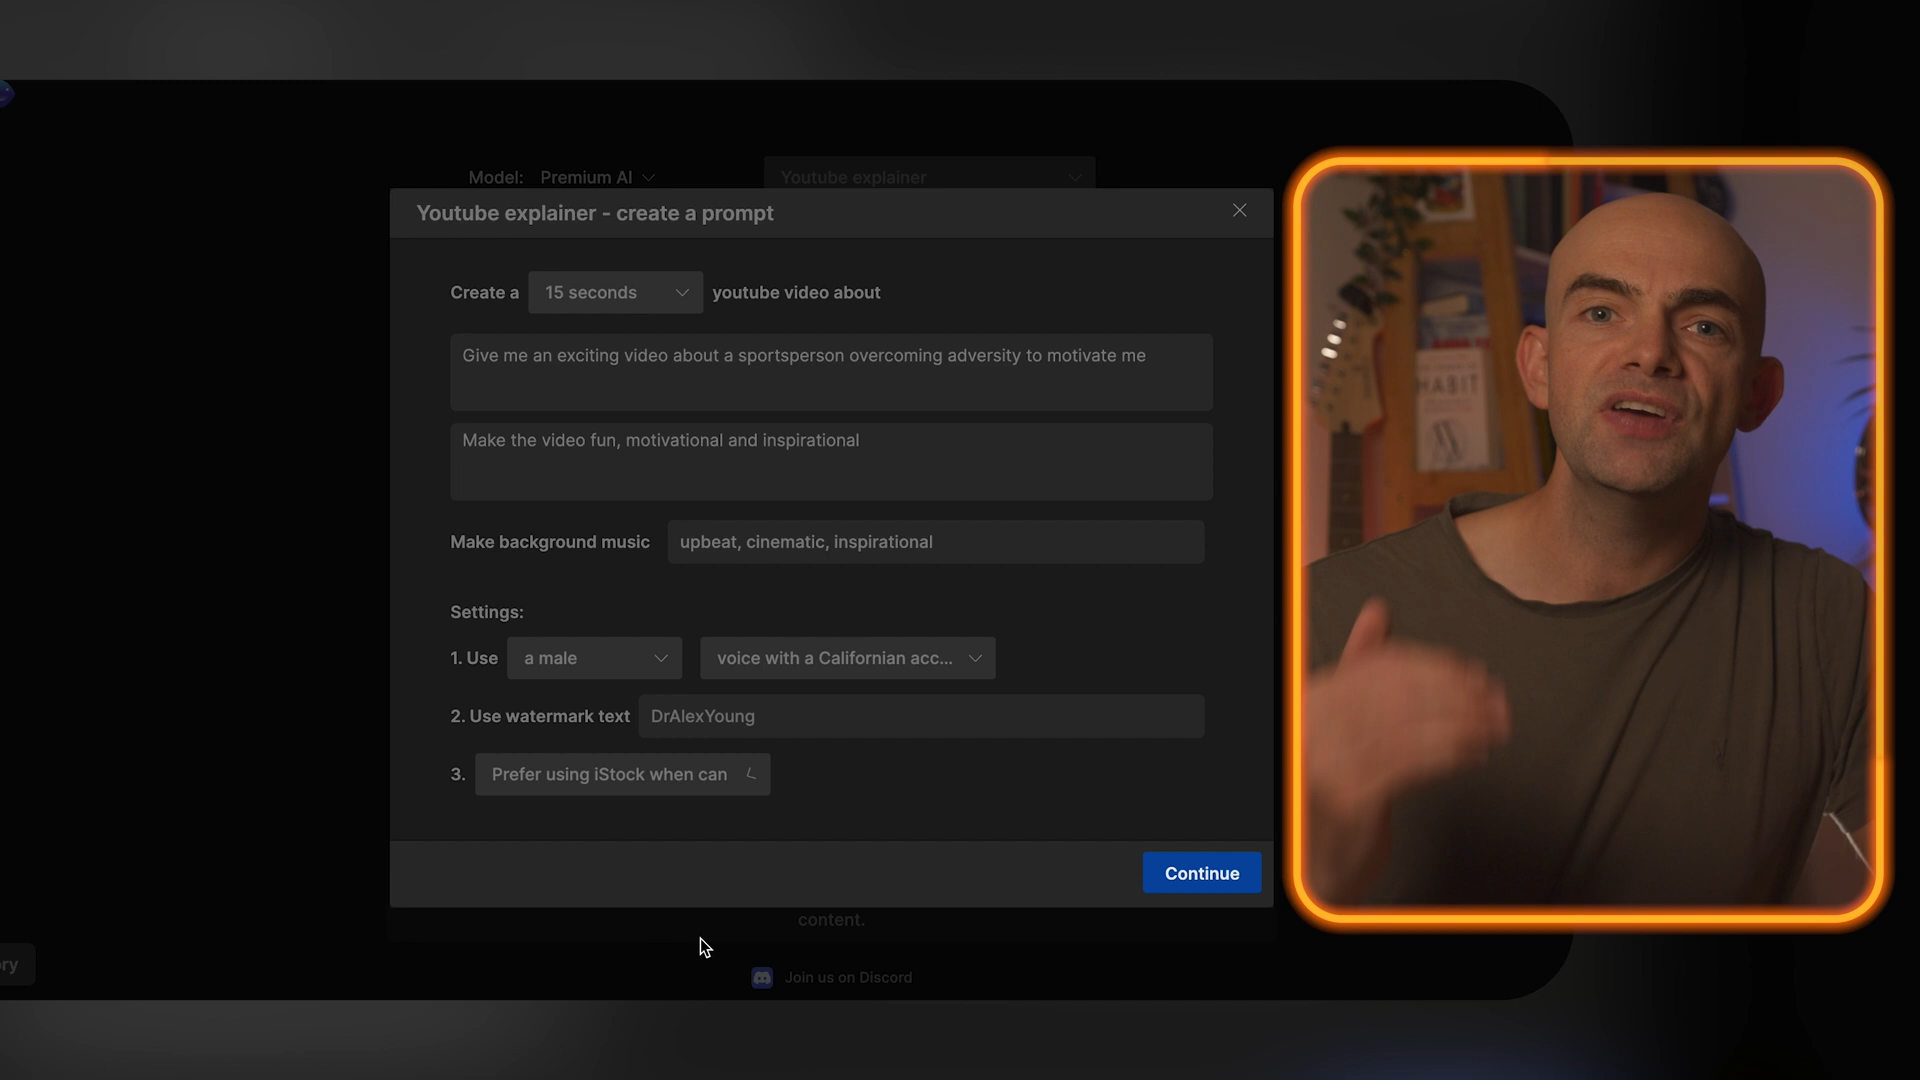 Model: Premium AI
Youtube explainer
Youtube explainer - create a prompt
Create a 15 seconds youtube video about
Give me an exciting video about a sportsperson overcoming adversity to motivate me
Make the video fun, motivational and inspirational
Make background music upbeat, cinematic, inspirational
Settings:
1. Use a male voice with a Californian acc...
2. Use watermark text DrAlexYoung
3. Prefer using iStock when can
Continue
content.
ry
Join us on Discord
HABIT